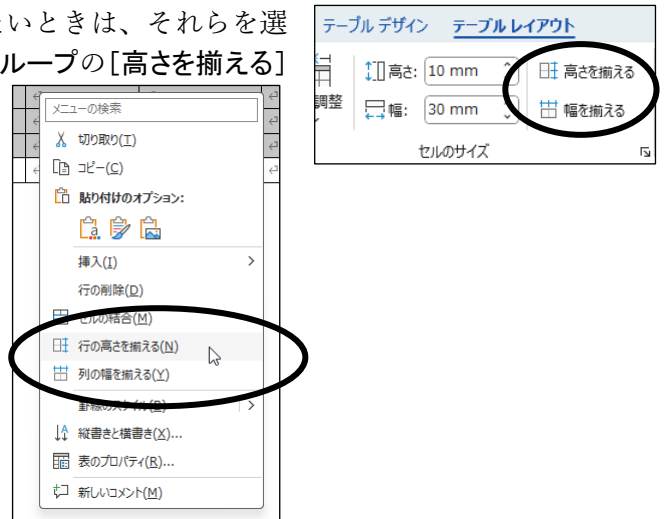 いときは、それらを選
ループの[高さを揃える]
テーブル デザイン テーブル レイアウト
高さ: 10 mm 高さを揃える
調整
幅: 30 mm 幅を揃える
セルのサイズ
メニューの検索
切り取り(T)
コピー(C)
貼り付けのオプション:
挿入(I)
行の削除(D)
セルの結合(M)
行の高さを揃える(N)
列の幅を揃える(Y)
罫線のスタイル(B)
縦書きと横書き(X)...
表のプロパティ(R)...
新しいコメント(M)